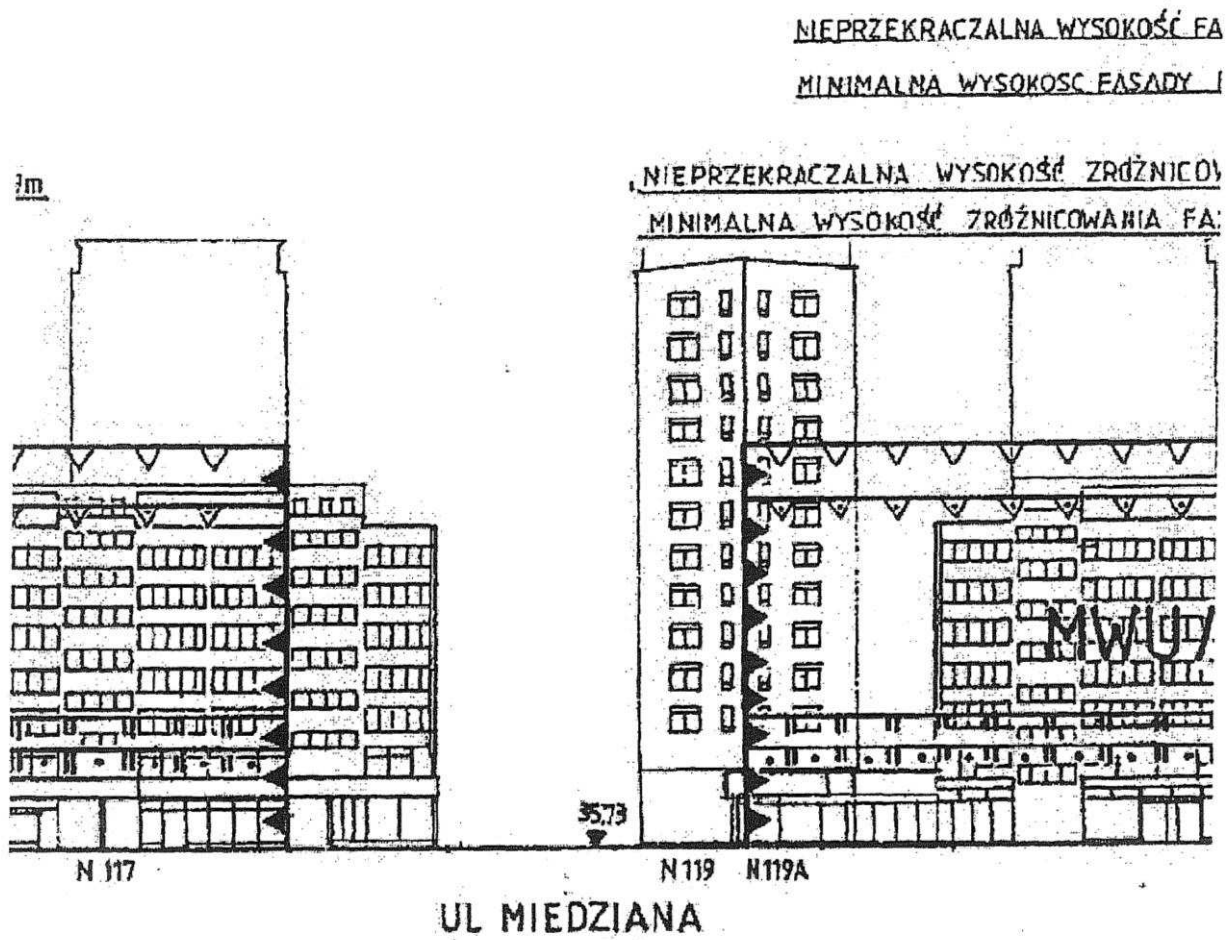 NIEPRZEKRACZALNA WYSOKOŚĆ FA
MINIMALNA WYSOKOSC FASADY
m
NIEPRZEKRACZALNA WYSOKOŚĆ ZRÓŻNICOW
MINIMALNA WYSOKOŚĆ ZRÓŻNICOWANIA FA
MWU/
35.73
N 117
N 119 N119A
UL MIEDZIANA